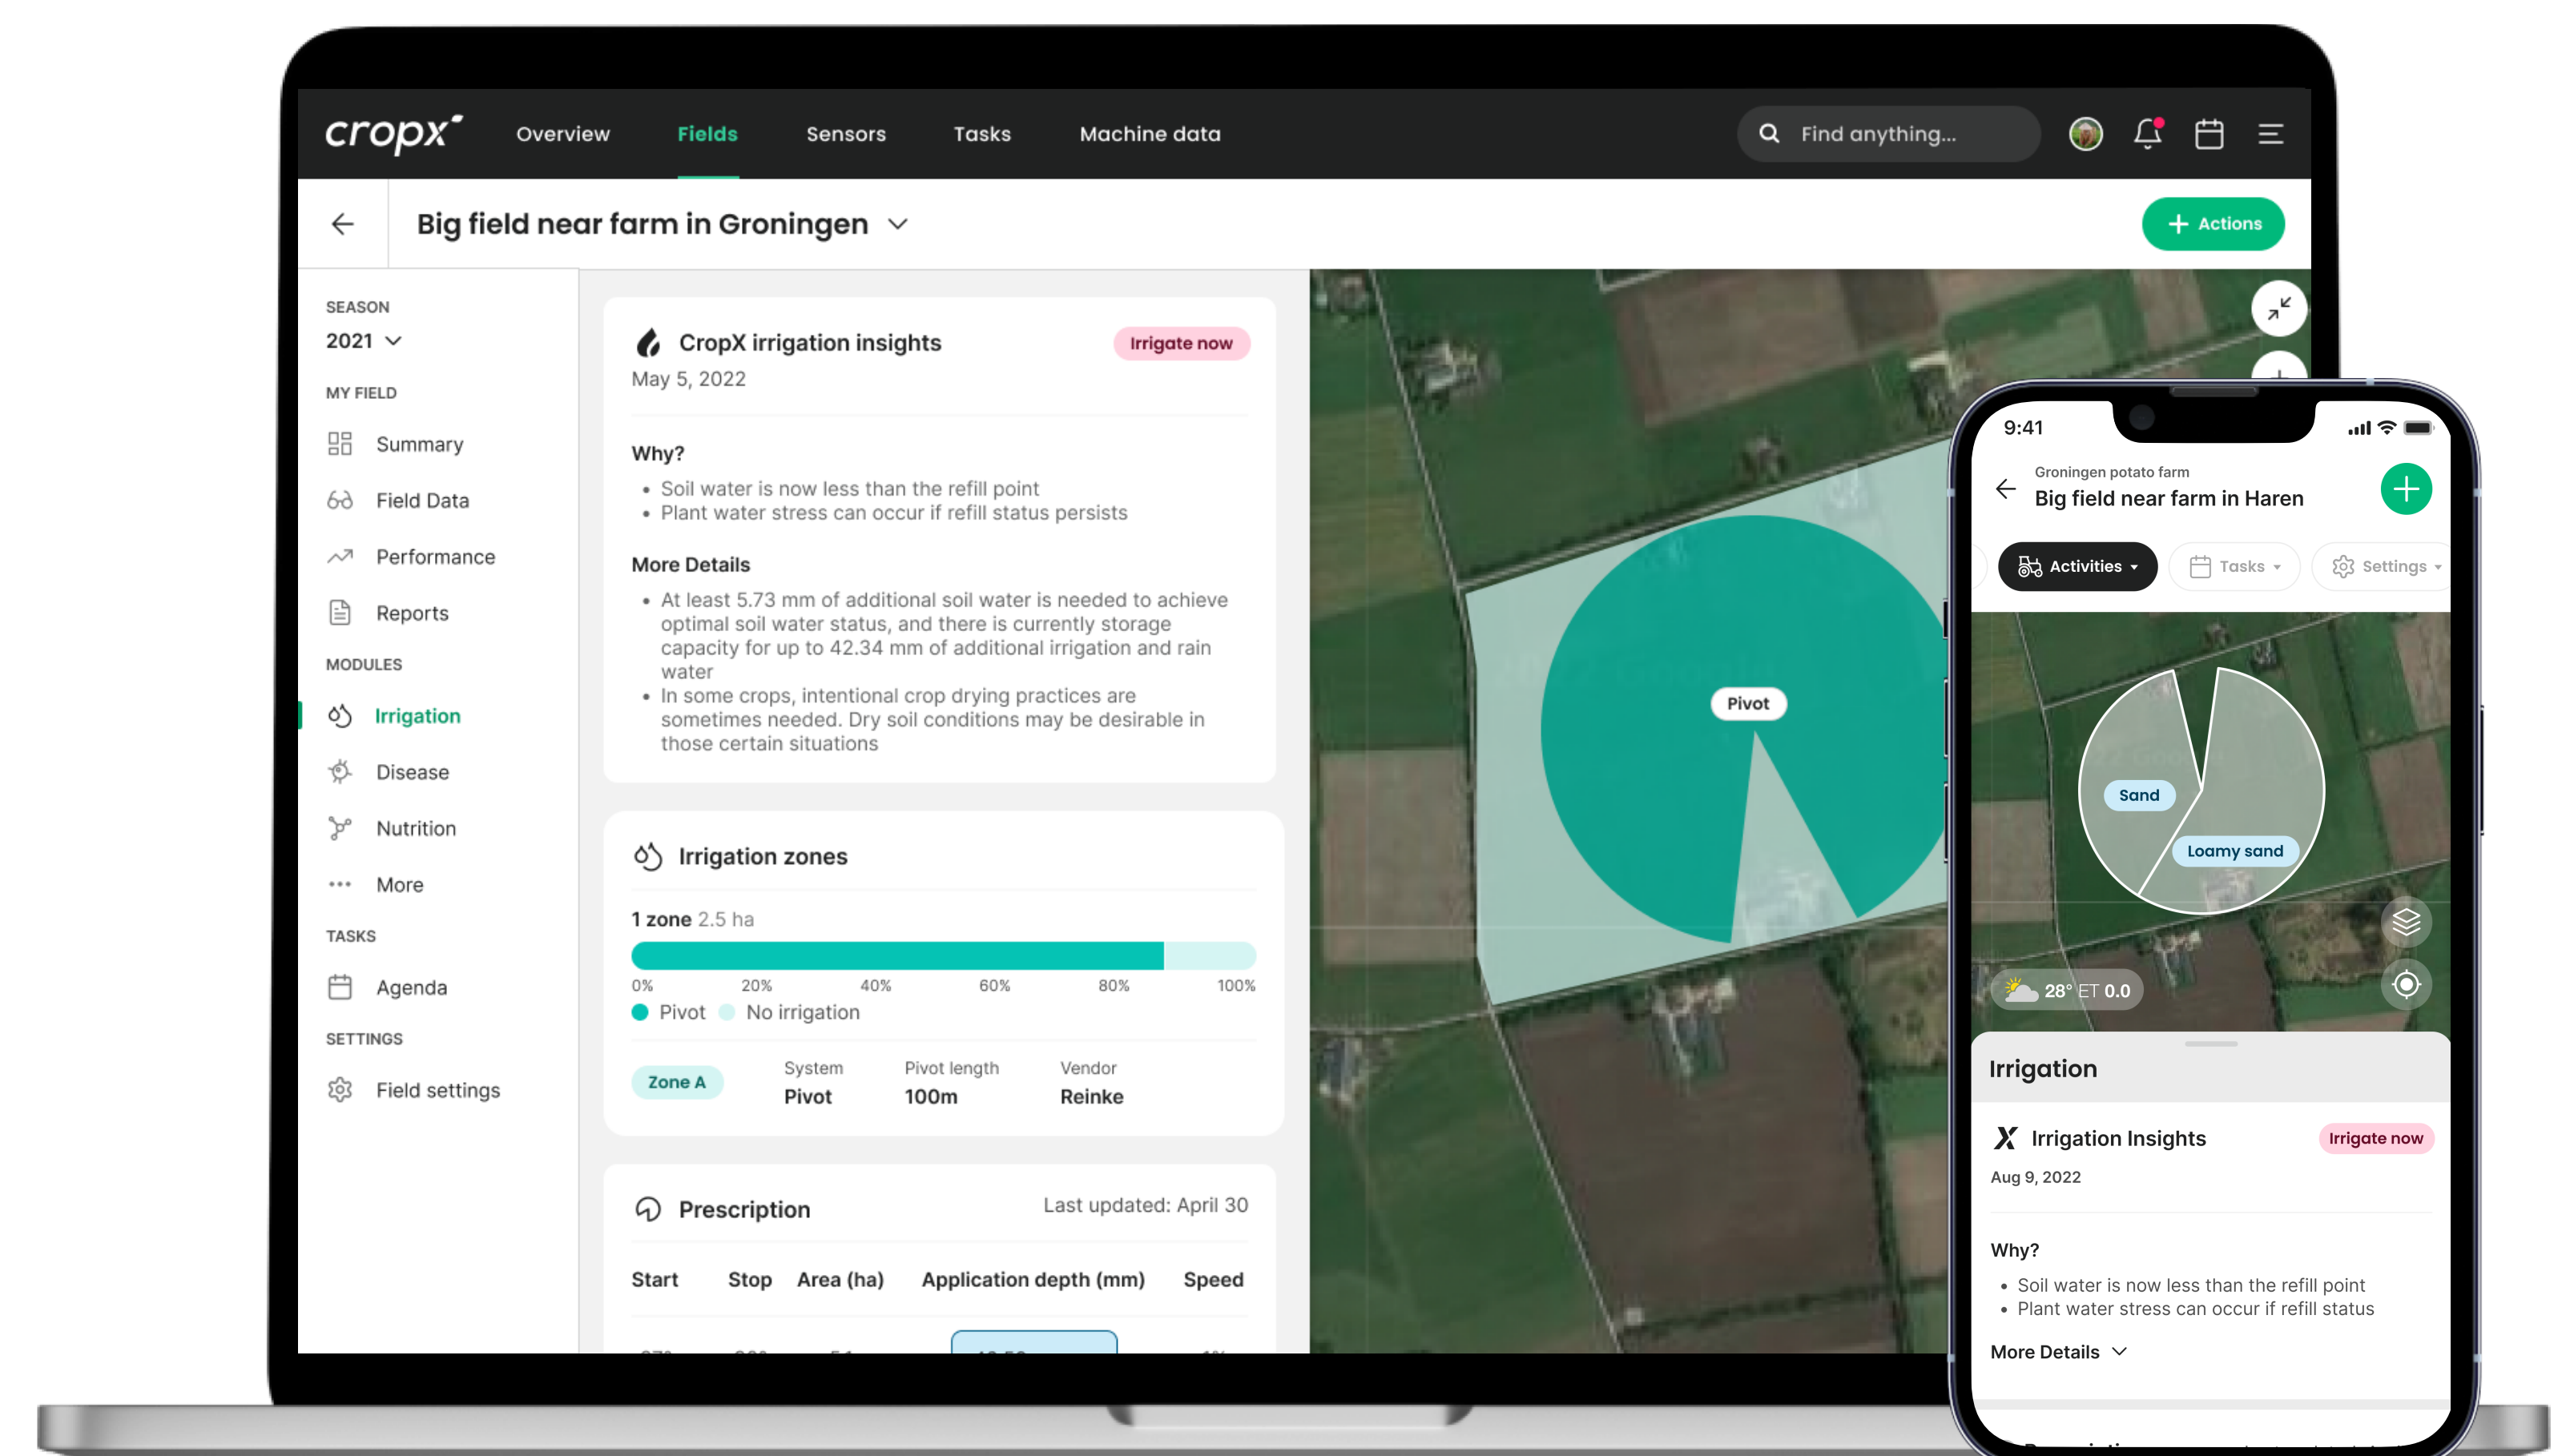 cropx
Overview
Fields
Sensors
Tasks
Machine data
Find anything...
Big field near farm in Groningen
+ Actions
SEASON
2021
MY FIELD
Summary
Field Data
Performance
Reports
MODULES
Irrigation
Disease
Nutrition
More
TASKS
Agenda
SETTINGS
Field settings
CropX irrigation insights
Irrigate now
May 5, 2022
Why?
• Soil water is now less than the refill point
• Plant water stress can occur if refill status persists
More Details
• At least 5.73 mm of additional soil water is needed to achieve
optimal soil water status, and there is currently storage
capacity for up to 42.34 mm of additional irrigation and rain
water
• In some crops, intentional crop drying practices are
sometimes needed. Dry soil conditions may be desirable in
those certain situations
Irrigation zones
1 zone 2.5 ha
0% 20% 40% 60% 80% 100%
Pivot No irrigation
Zone A
System
Pivot
Pivot length
100m
Vendor
Reinke
Prescription
Last updated: April 30
Start Stop Area (ha) Application depth (mm) Speed
Pivot
9:41
Groningen potato farm
Big field near farm in Haren
Activities
Tasks
Settings
Sand
Loamy sand
28° ET 0.0
Irrigation
Irrigation Insights
Irrigate now
Aug 9, 2022
Why?
• Soil water is now less than the refill point
• Plant water stress can occur if refill status
More Details